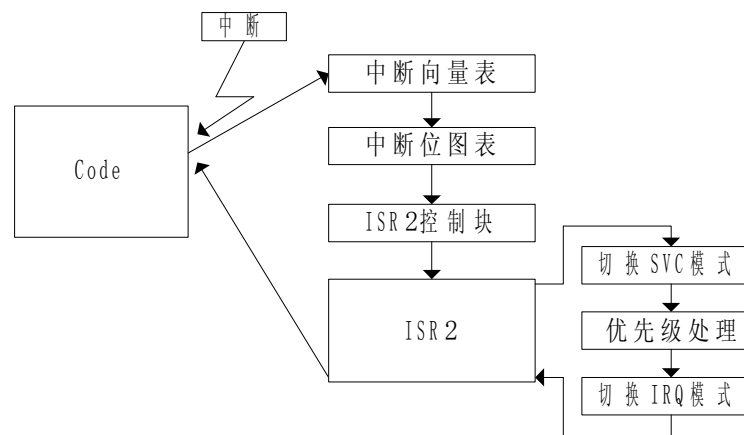 中断
中断向量表
中断位图表
Code
ISR2控制块
切换SVC模式
ISR2
优先级处理
切换IRQ模式